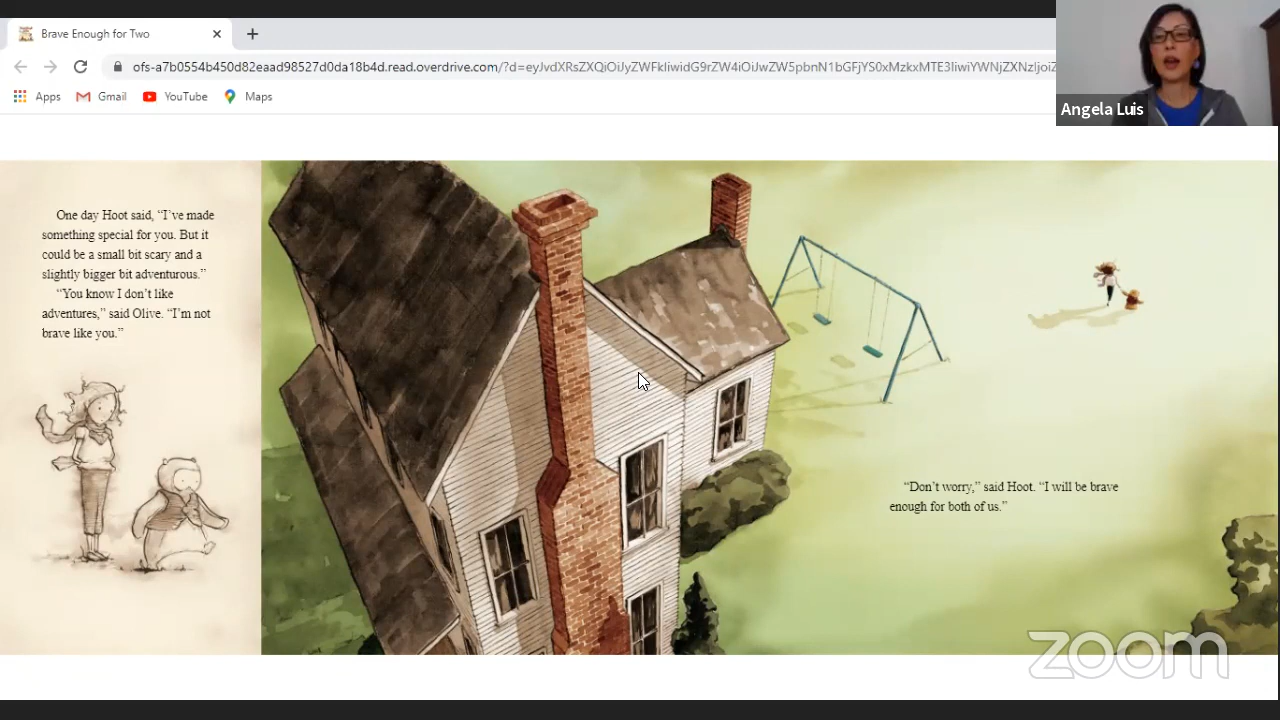 Brave Enough for Two
ofs-a7b0554b450d82eaad98527d0da18b4d.read.overdrive.com/?d=eyJvdXRsZXQiOiJyZWFkIiwidG9rZW4iOiJwZW5pbnN1bGFjYS0xMzkxMTE3IiwiYWNjZXNzIjoiZ
Apps Gmail YouTube Maps
Angela Luis
One day Hoot said, “I’ve made
something special for you. But it
could be a small bit scary and a
slightly bigger bit adventurous.”
“You know I don’t like
adventures,” said Olive. “I’m not
brave like you.”
“Don’t worry,” said Hoot. “I will be brave
enough for both of us.”
zoom